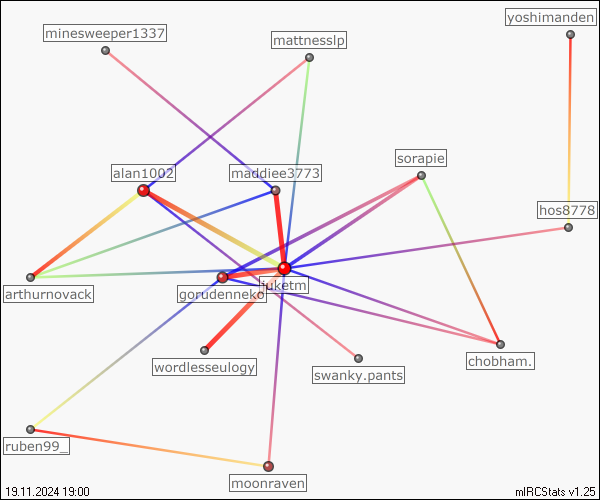 yoshimanden
minesweeper1337
mattnesslp
sorapie
alan1002
maddiee3773
hos8778
arthurnovack
gorudenneko
juketm
wordlesseulogy
chobham.
swanky.pants
ruben99_
moonraven
19.11.2024 19:00
mIRCStats v1.25